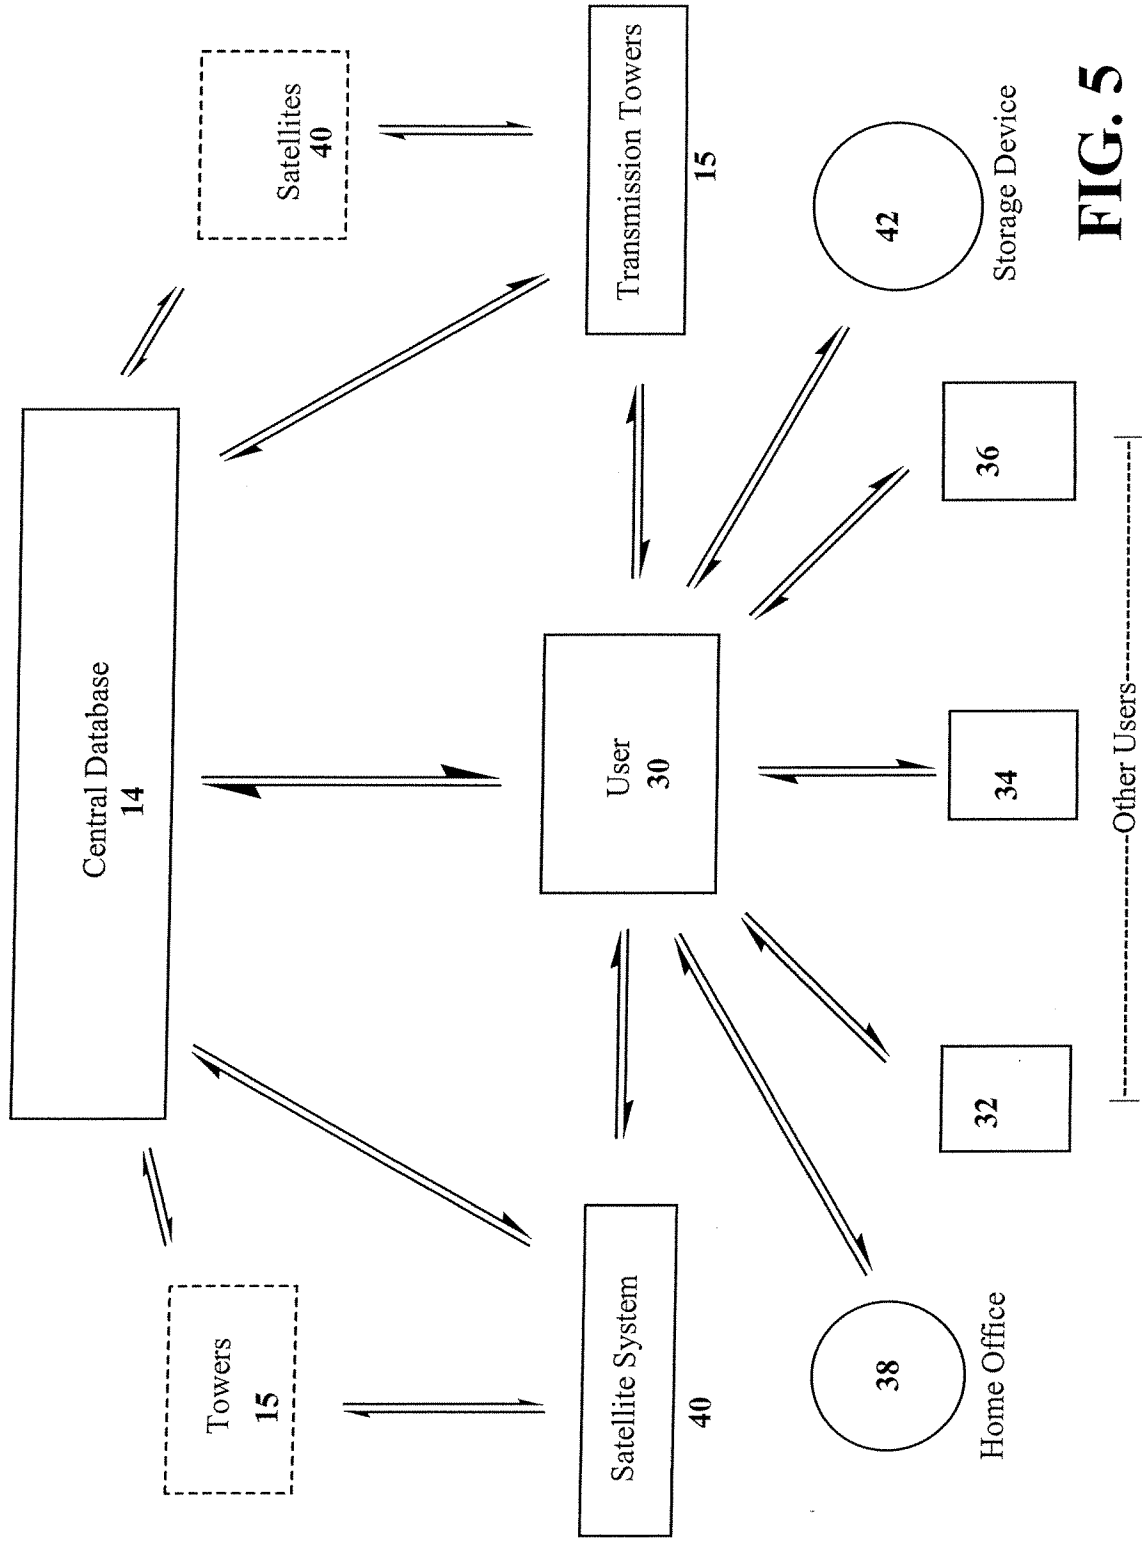 Central Database
14
Towers
15
Satellites
40
Satellite System
40
User
30
Transmission Towers
15
38
Home Office
32
34
36
42
Storage Device
Other Users
FIG. 5